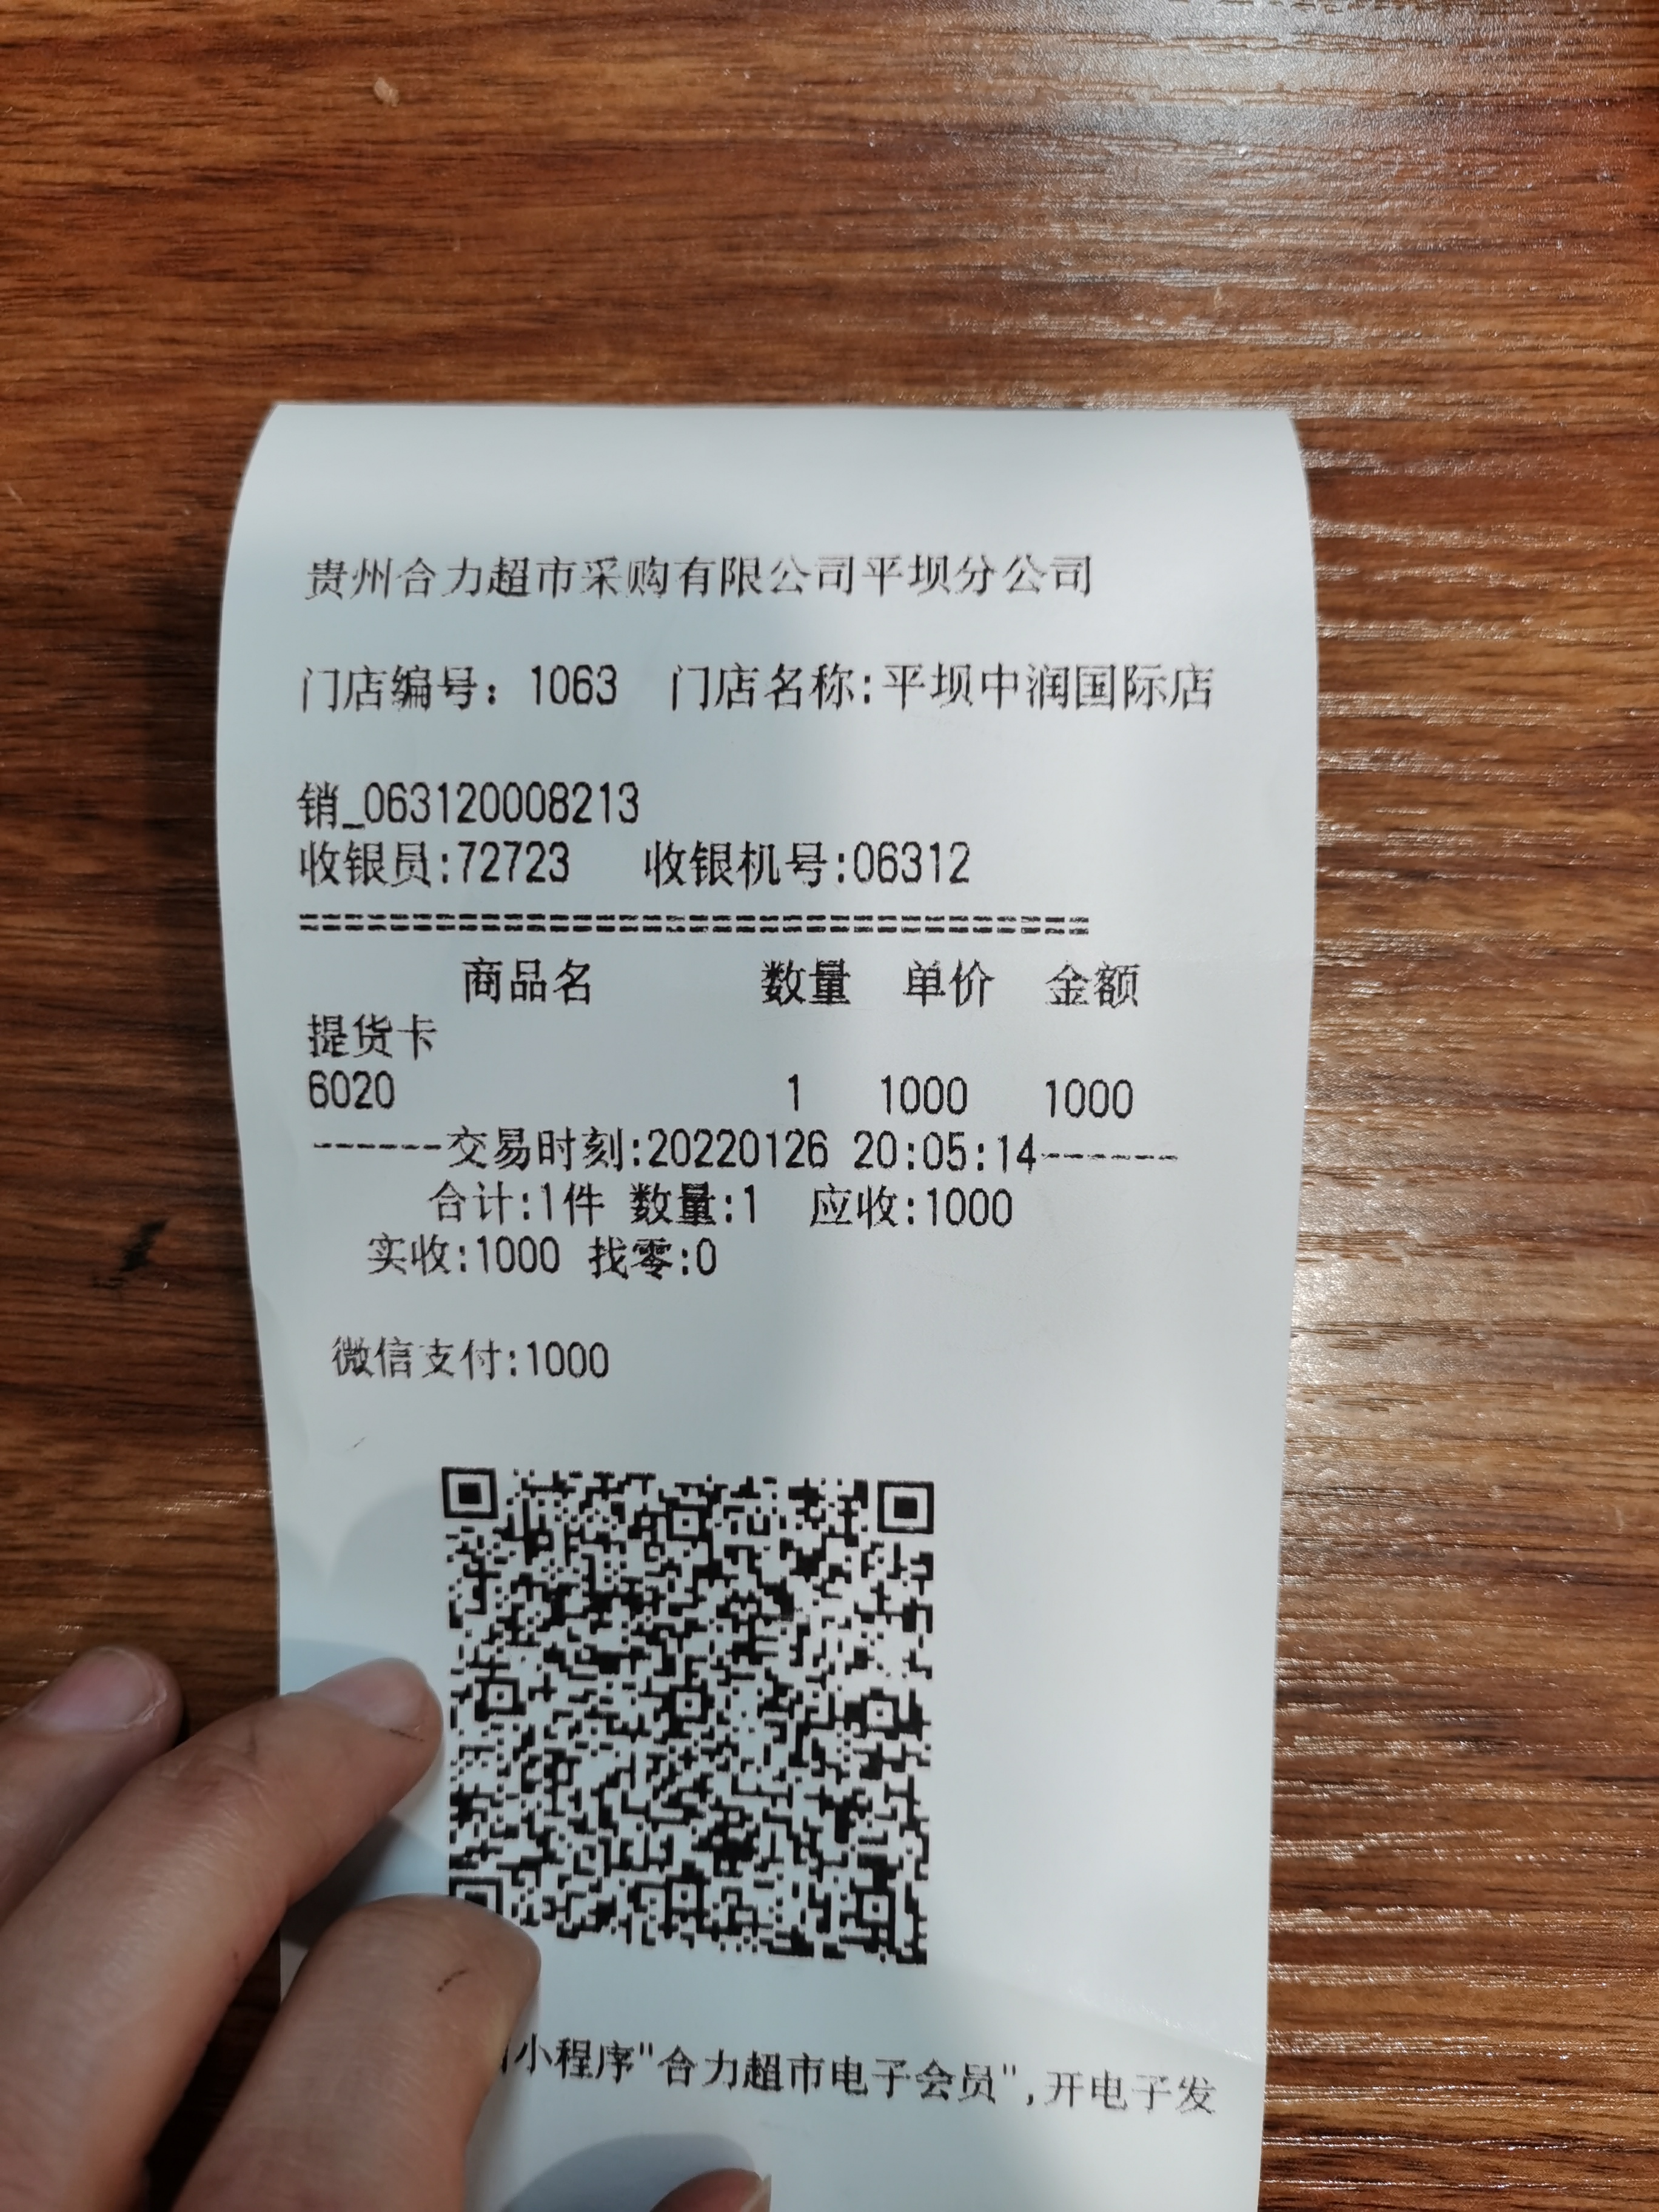 贵州合力超市采购有限公司平坝分公司
门店编号：1063 门店名称:平坝中润国际店
销_063120008213
收银员:72723 收银机号:06312
===================================
商品名 数量 单价 金额
提货卡
6020 1 1000 1000
------交易时刻:20220126 20:05:14------
合计:1件 数量:1 应收:1000
实收:1000 找零:0
微信支付:1000
小程序"合力超市电子会员",开电子发